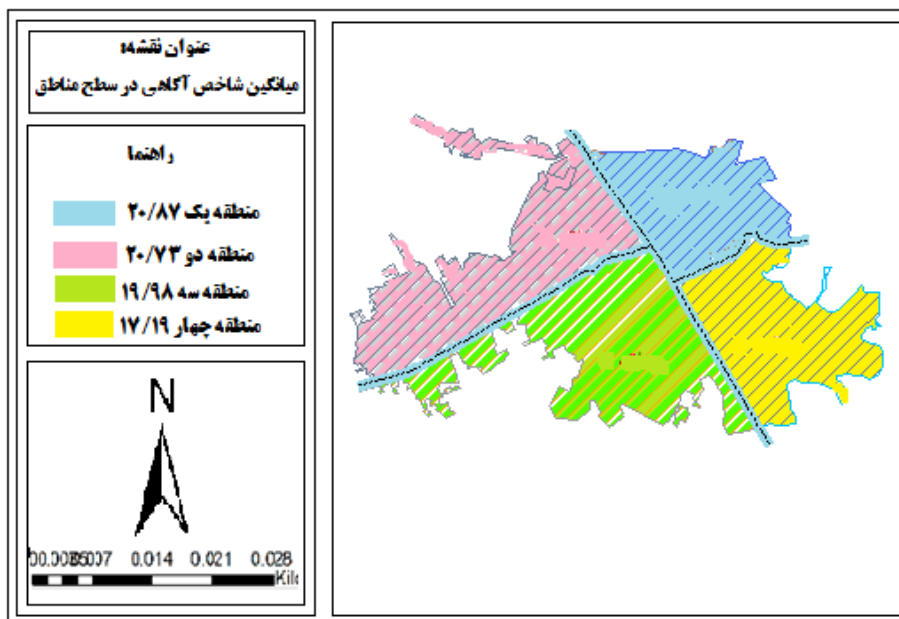 عنوان نقشه:
میانگین شاخص آگاهی در سطح مناطق
راهنما
منطقه یک ۲۰/۸۷
منطقه دو ۲۰/۷۳
منطقه سه ۱۹/۹۸
منطقه چهار ۱۷/۱۹
N
0.014 0.021 0.028